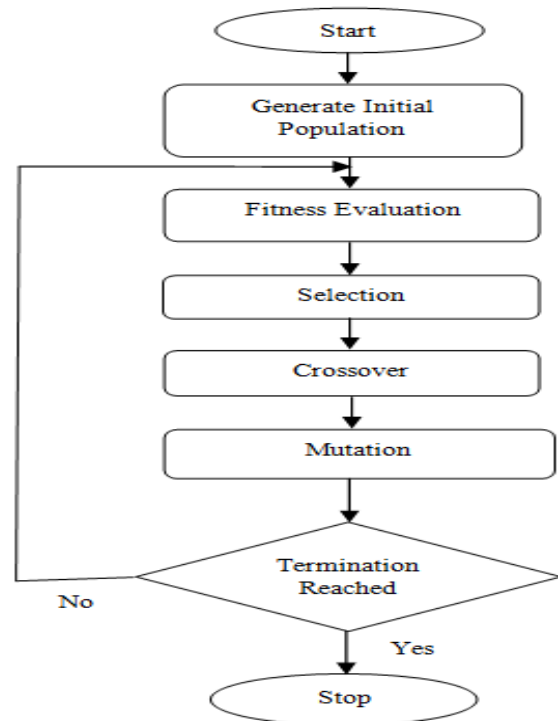 Start
Generate Initial
Population
Fitness Evaluation
Selection
Crossover
Mutation
Termination
Reached
No
Yes
Stop